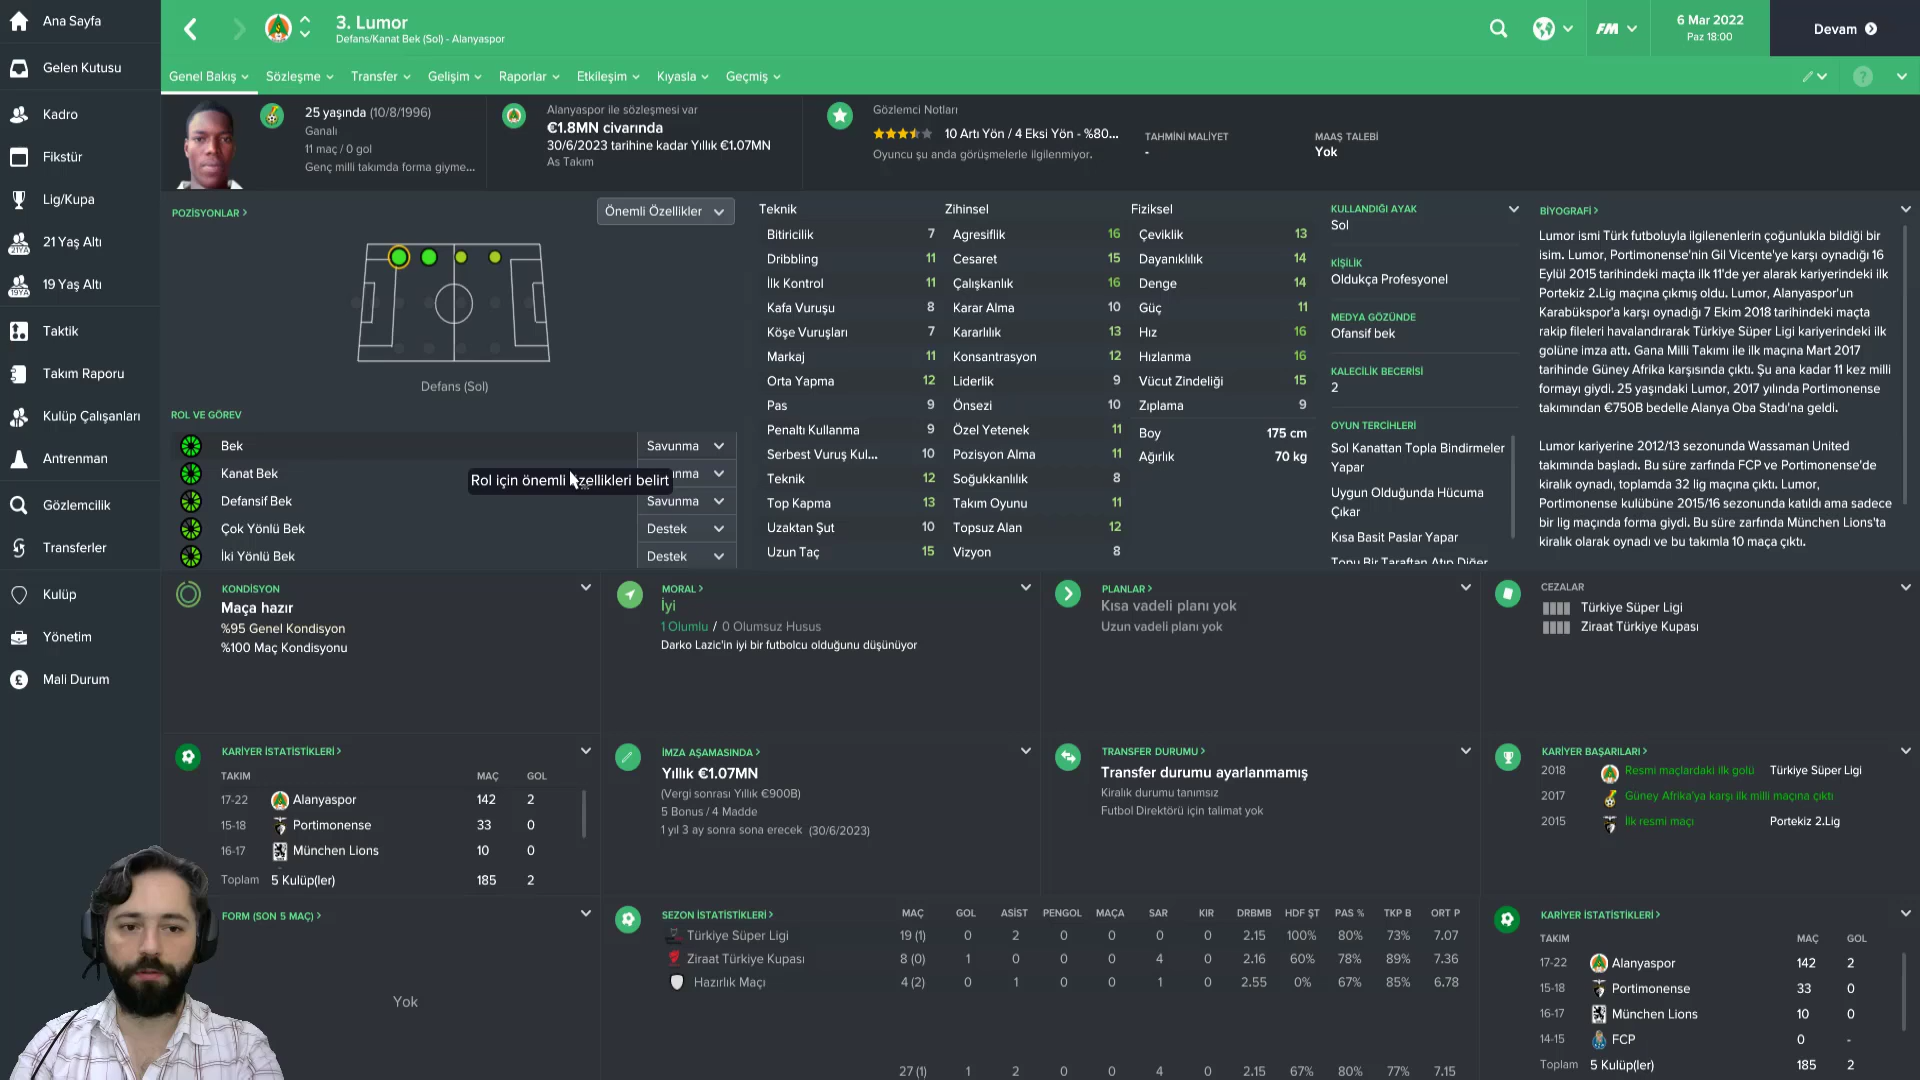 Ana Sayfa
Gelen Kutusu
Kadro
Fikstür
Lig/Kupa
21 Yaş Altı
19 Yaş Altı
Taktik
Takım Raporu
Kulüp Çalışanları
Antrenman
Gözlemcilik
Transferler
Kulüp
Yönetim
Mali Durum
3. Lumor
Defans/Kanat Bek (Sol) - Alanyaspor
FM
6 Mar 2022
Paz 18:00
Devam
Genel Bakış Sözleşme Transfer Gelişim Raporlar Etkileşim Kıyasla Geçmiş
25 yaşında (10/8/1996)
Ganalı
11 maç / 0 gol
Genç milli takımda forma giyme...
Alanyaspor ile sözleşmesi var
€1.8MN civarında
30/6/2023 tarihine kadar Yıllık €1.07MN
As Takım
Gözlemci Notları
10 Artı Yön / 4 Eksi Yön - %80...
Oyuncu şu anda görüşmelerle ilgilenmiyor.
TAHMİNİ MALİYET
-
MAAŞ TALEBİ
Yok
POZİSYONLAR >
Önemli Özellikler
Defans (Sol)
ROL VE GÖREV
Bek Savunma
Kanat Bek unma
Rol için önemli özellikleri belirt
Defansif Bek Savunma
Çok Yönlü Bek Destek
İki Yönlü Bek Destek
Teknik
Bitiricilik 7
Dribbling 11
İlk Kontrol 11
Kafa Vuruşu 8
Köşe Vuruşları 7
Markaj 11
Orta Yapma 12
Pas 9
Penaltı Kullanma 9
Serbest Vuruş Kul... 10
Teknik 12
Top Kapma 13
Uzaktan Şut 10
Uzun Taç 15
Zihinsel
Agresiflik 16
Cesaret 15
Çalışkanlık 16
Karar Alma 10
Kararlılık 13
Konsantrasyon 12
Liderlik 9
Önsezi 10
Özel Yetenek 11
Pozisyon Alma 11
Soğukkanlılık 8
Takım Oyunu 11
Topsuz Alan 12
Vizyon 8
Fiziksel
Çeviklik 13
Dayanıklılık 14
Denge 14
Güç 11
Hız 16
Hızlanma 16
Vücut Zindeliği 15
Zıplama 9
Boy 175 cm
Ağırlık 70 kg
KULLANDIĞI AYAK
Sol
KİŞİLİK
Oldukça Profesyonel
MEDYA GÖZÜNDE
Ofansif bek
KALECİLİK BECERİSİ
2
OYUN TERCİHLERİ
Sol Kanattan Topla Bindirmeler
Yapar
Uygun Olduğunda Hücuma
Çıkar
Kısa Basit Paslar Yapar
Topu Bir Taraftan Atıp Diğer
BİYOGRAFİ >
Lumor ismi Türk futboluyla ilgilenenlerin çoğunlukla bildiği bir
isim. Lumor, Portimonense'nin Gil Vicente'ye karşı oynadığı 16
Eylül 2015 tarihindeki maçta ilk 11'de yer alarak kariyerindeki ilk
Portekiz 2.Lig maçına çıkmış oldu. Lumor, Alanyaspor'un
Karabükspor'a karşı oynadığı 7 Ekim 2018 tarihindeki maçta
rakip fileleri havalandırarak Türkiye Süper Ligi kariyerindeki ilk
golüne imza attı. Gana Milli Takımı ile ilk maçına Mart 2017
tarihinde Güney Afrika karşısında çıktı. Şu ana kadar 11 kez milli
formayı giydi. 25 yaşındaki Lumor, 2017 yılında Portimonense
takımından €750B bedelle Alanya Oba Stadı'na geldi.
Lumor kariyerine 2012/13 sezonunda Wassaman United
takımında başladı. Bu süre zarfında FCP ve Portimonense'de
kiralık oynadı, toplamda 32 lig maçına çıktı. Lumor,
Portimonense kulübüne 2015/16 sezonunda katıldı ama sadece
bir lig maçında forma giydi. Bu süre zarfında München Lions'ta
kiralık olarak oynadı ve bu takımla 10 maça çıktı.
KONDİSYON
Maça hazır
%95 Genel Kondisyon
%100 Maç Kondisyonu
MORAL >
İyi
1 Olumlu / 0 Olumsuz Husus
Darko Lazic'in iyi bir futbolcu olduğunu düşünüyor
PLANLAR >
Kısa vadeli planı yok
Uzun vadeli planı yok
CEZALAR
Türkiye Süper Ligi
Ziraat Türkiye Kupası
KARİYER İSTATİSTİKLERİ >
TAKIM MAÇ GOL
17-22 Alanyaspor 142 2
15-18 Portimonense 33 0
16-17 München Lions 10 0
Toplam 5 Kulüp(ler) 185 2
İMZA AŞAMASINDA >
Yıllık €1.07MN
(Vergi sonrası Yıllık €900B)
5 Bonus / 4 Madde
1 yıl 3 ay sonra sona erecek (30/6/2023)
TRANSFER DURUMU >
Transfer durumu ayarlanmamış
Kiralık durumu tanımsız
Futbol Direktörü için talimat yok
KARİYER BAŞARILARI >
2018 Resmi maçlardaki ilk golü Türkiye Süper Ligi
2017 Güney Afrika'ya karşı ilk milli maçına çıktı
2015 İlk resmi maçı Portekiz 2.Lig
FORM (SON 5 MAÇ) >
Yok
SEZON İSTATİSTİKLERİ > MAÇ GOL ASİST PENGOL MAÇA SAR KIR DRBMB HDF ŞT PAS % TKP B ORT P
Türkiye Süper Ligi 19 (1) 0 2 0 0 0 0 2.15 100% 80% 73% 7.07
Ziraat Türkiye Kupası 8 (0) 1 0 0 0 4 0 2.16 60% 78% 89% 7.36
Hazırlık Maçı 4 (2) 0 1 0 0 1 0 2.55 0% 67% 85% 6.78
27 (1) 1 2 0 0 4 0 2.15 67% 80% 77% 7.15
KARİYER İSTATİSTİKLERİ >
TAKIM MAÇ GOL
17-22 Alanyaspor 142 2
15-18 Portimonense 33 0
16-17 München Lions 10 0
14-15 FCP 0 -
Toplam 5 Kulüp(ler) 185 2